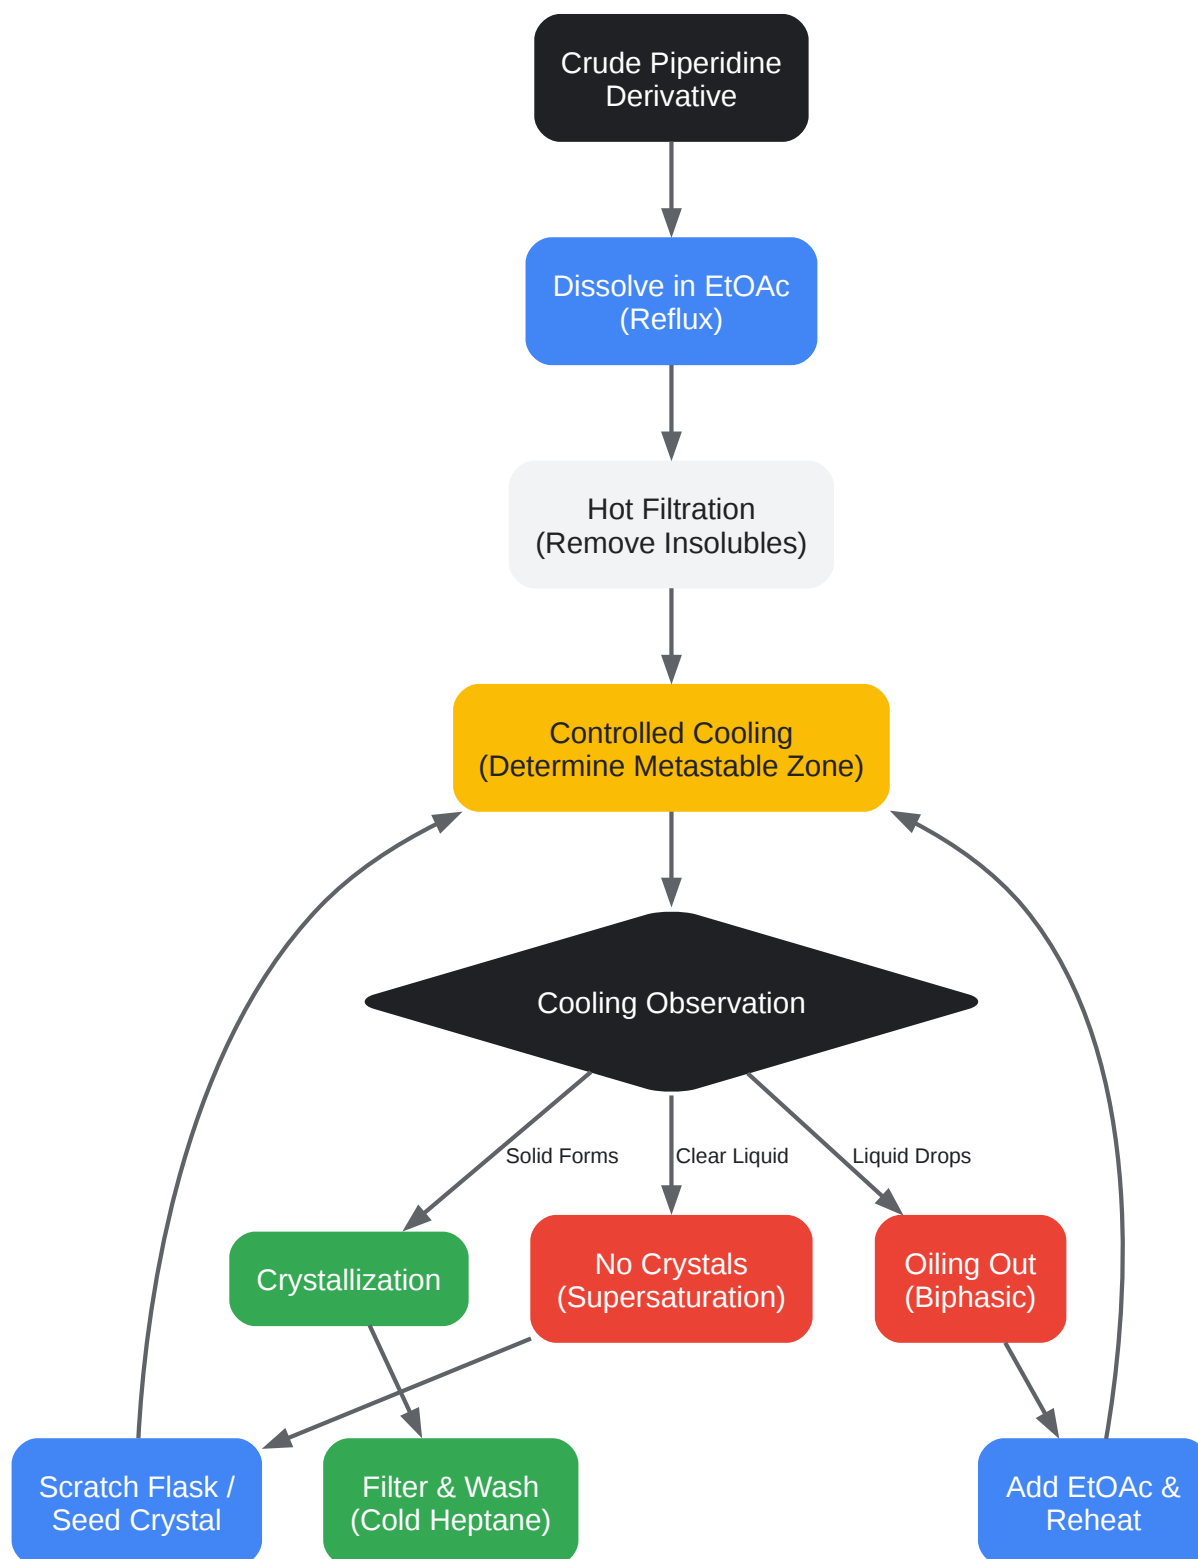 Crude Piperidine
Derivative
Dissolve in EtOAc
(Reflux)
Hot Filtration
(Remove Insolubles)
Controlled Cooling
(Determine Metastable Zone)
Cooling Observation
Solid Forms
Clear Liquid
Liquid Drops
Crystallization
No Crystals
(Supersaturation)
Oiling Out
(Biphasic)
Scratch Flask /
Seed Crystal
Filter & Wash
(Cold Heptane)
Add EtOAc &
Reheat